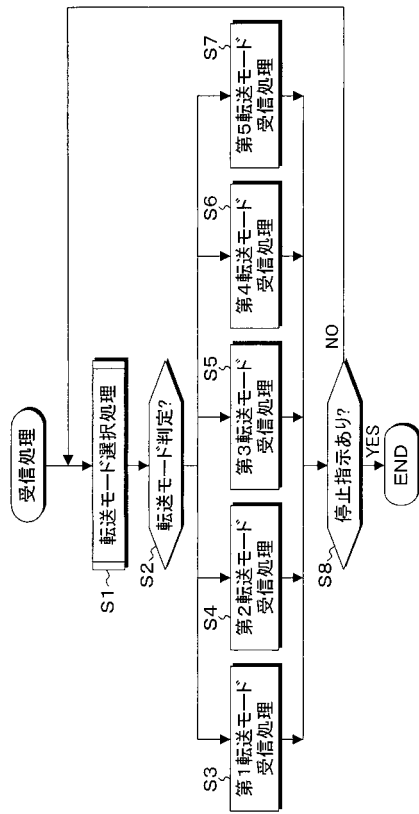 受信処理
S1
転送モード選択処理
S2
転送モード判定?
S3
第1転送モード
受信処理
S4
第2転送モード
受信処理
S5
第3転送モード
受信処理
S6
第4転送モード
受信処理
S7
第5転送モード
受信処理
S8
停止指示あり?
NO
YES
END